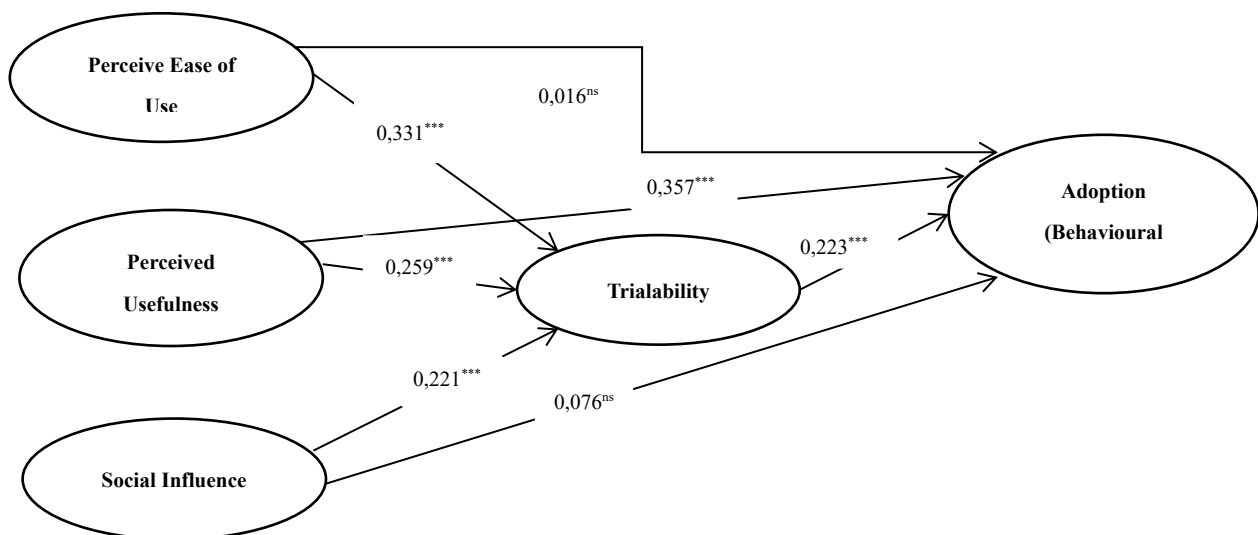 Perceive Ease of
Use
0,016ns
0,331***
0,357***
Adoption
(Behavioural
Perceived
Usefulness
0,259***
0,223***
Trialability
0,221***
0,076ns
Social Influence